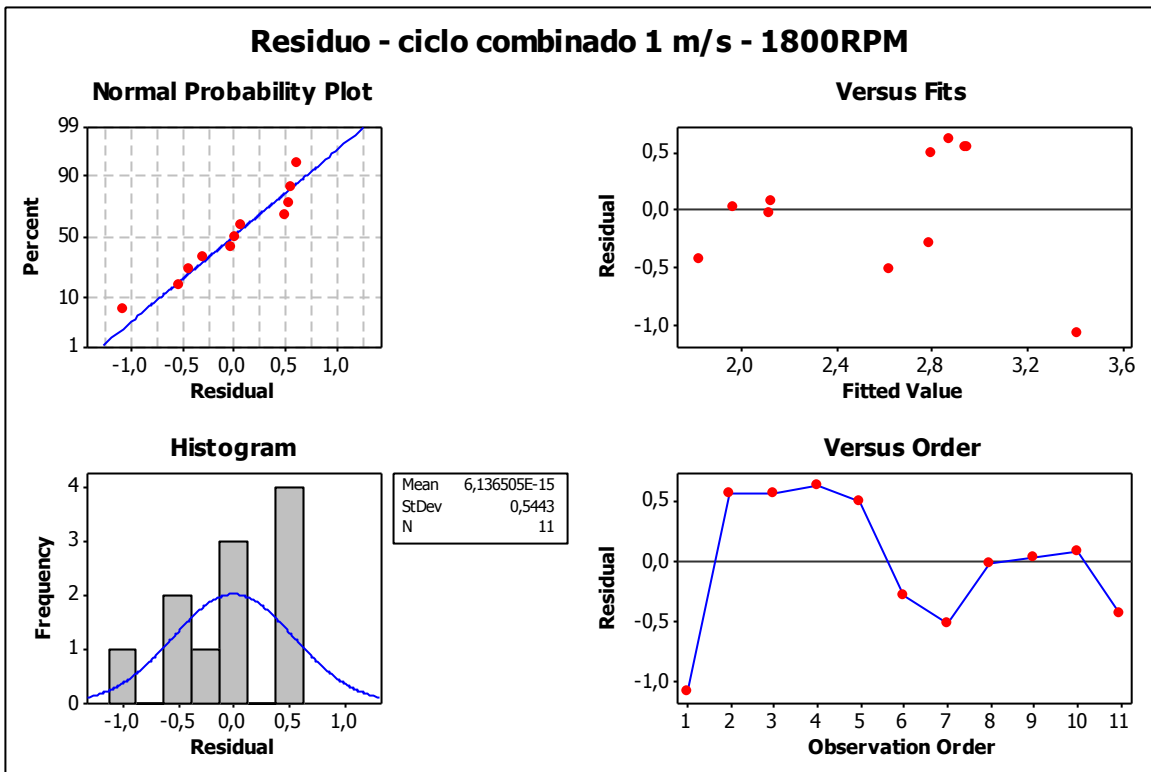 Residuo - ciclo combinado 1 m/s - 1800RPM
Normal Probability Plot
99
90
50
10
1
Percent
-1,0 -0,5 0,0 0,5 1,0
Residual
Versus Fits
0,5
0,0
-0,5
-1,0
Residual
2,0 2,4 2,8 3,2 3,6
Fitted Value
Histogram
4
3
2
1
0
Frequency
-1,0 -0,5 0,0 0,5 1,0
Residual
Mean 6,136505E-15
StDev 0,5443
N 11
Versus Order
0,5
0,0
-0,5
-1,0
Residual
1 2 3 4 5 6 7 8 9 10 11
Observation Order